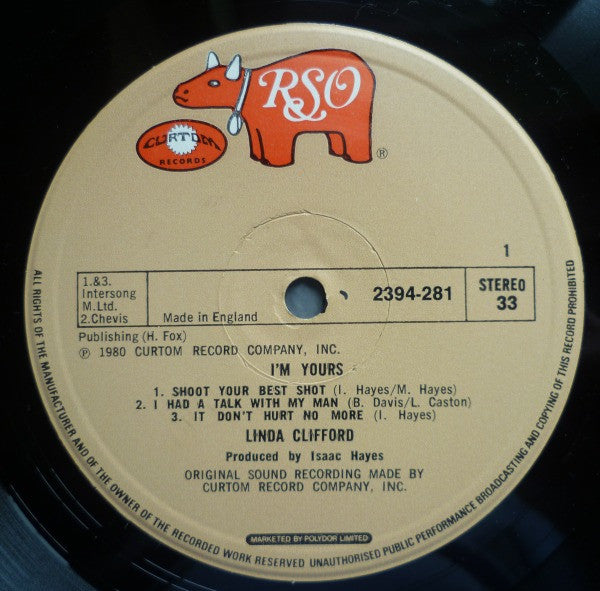 RSO
®
CURTOM
RECORDS
1
1.&3.
Intersong
M.Ltd.
2.Chevis
Made in England
2394-281
STEREO
33
Publishing (H. Fox)
℗ 1980 CURTOM RECORD COMPANY, INC.
I'M YOURS
1. SHOOT YOUR BEST SHOT (I. Hayes/M. Hayes)
2. I HAD A TALK WITH MY MAN (B. Davis/L. Caston)
3. IT DON'T HURT NO MORE (I. Hayes)
LINDA CLIFFORD
Produced by Isaac Hayes
ORIGINAL SOUND RECORDING MADE BY
CURTOM RECORD COMPANY, INC.
MARKETED BY POLYDOR LIMITED
ALL RIGHTS OF THE MANUFACTURER AND OF THE OWNER OF THE RECORDED WORK RESERVED UNAUTHORISED PUBLIC PERFORMANCE BROADCASTING AND COPYING OF THIS RECORD PROHIBITED